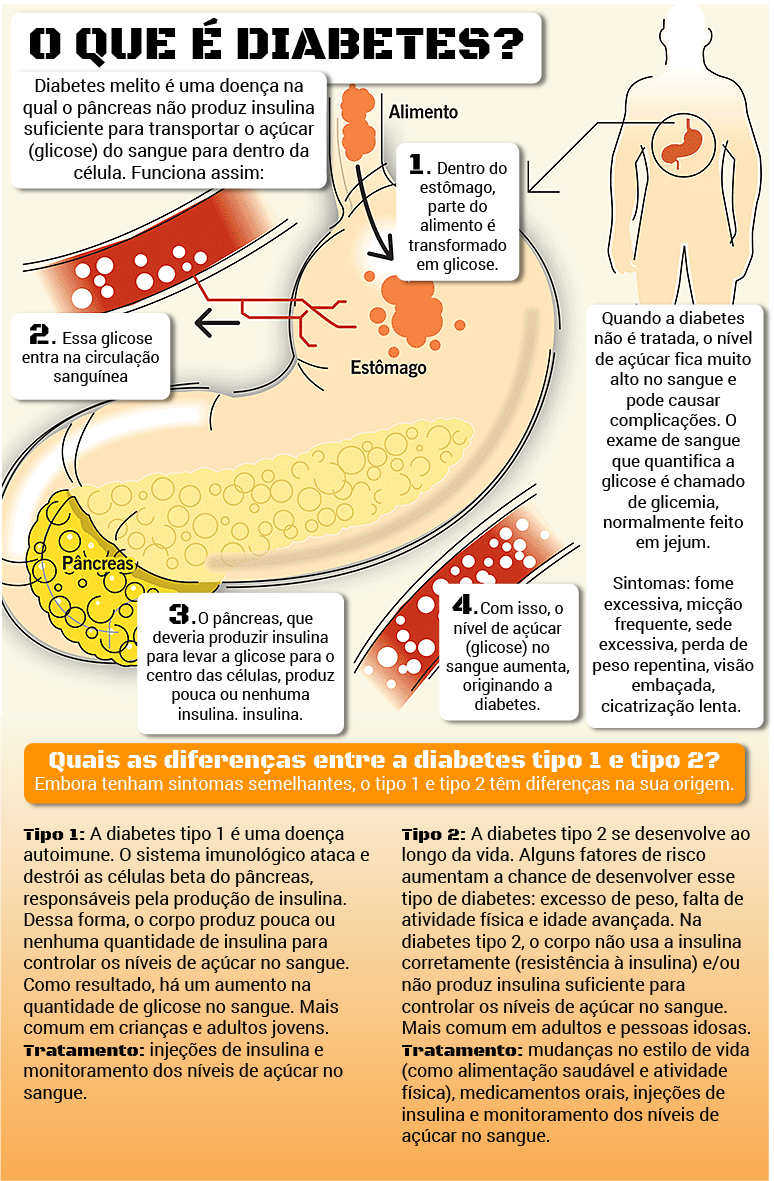 O QUE É DIABETES?
Diabetes melito é uma doença na
qual o pâncreas não produz insulina
suficiente para transportar o açúcar
(glicose) do sangue para dentro da
célula. Funciona assim:
Alimento
1. Dentro do
estômago,
parte do
alimento é
transformado
em glicose.
2. Essa glicose
entra na circulação
sanguínea
Estômago
Pâncreas
3.O pâncreas, que
deveria produzir insulina
para levar a glicose para o
centro das células, produz
pouca ou nenhuma
insulina. insulina.
4.Com isso, o
nível de açúcar
(glicose) no
sangue aumenta,
originando a
diabetes.
Quando a diabetes
não é tratada, o nível
de açúcar fica muito
alto no sangue e
pode causar
complicações. O
exame de sangue
que quantifica a
glicose é chamado
de glicemia,
normalmente feito
em jejum.
Sintomas: fome
excessiva, micção
frequente, sede
excessiva, perda de
peso repentina, visão
embaçada,
cicatrização lenta.
Quais as diferenças entre a diabetes tipo 1 e tipo 2?
Embora tenham sintomas semelhantes, o tipo 1 e tipo 2 têm diferenças na sua origem.
Tipo 1: A diabetes tipo 1 é uma doença
autoimune. O sistema imunológico ataca e
destrói as células beta do pâncreas,
responsáveis pela produção de insulina.
Dessa forma, o corpo produz pouca ou
nenhuma quantidade de insulina para
controlar os níveis de açúcar no sangue.
Como resultado, há um aumento na
quantidade de glicose no sangue. Mais
comum em crianças e adultos jovens.
Tratamento: injeções de insulina e
monitoramento dos níveis de açúcar no
sangue.
Tipo 2: A diabetes tipo 2 se desenvolve ao
longo da vida. Alguns fatores de risco
aumentam a chance de desenvolver esse
tipo de diabetes: excesso de peso, falta de
atividade física e idade avançada. Na
diabetes tipo 2, o corpo não usa a insulina
corretamente (resistência à insulina) e/ou
não produz insulina suficiente para
controlar os níveis de açúcar no sangue.
Mais comum em adultos e pessoas idosas.
Tratamento: mudanças no estilo de vida
(como alimentação saudável e atividade
física), medicamentos orais, injeções de
insulina e monitoramento dos níveis de
açúcar no sangue.